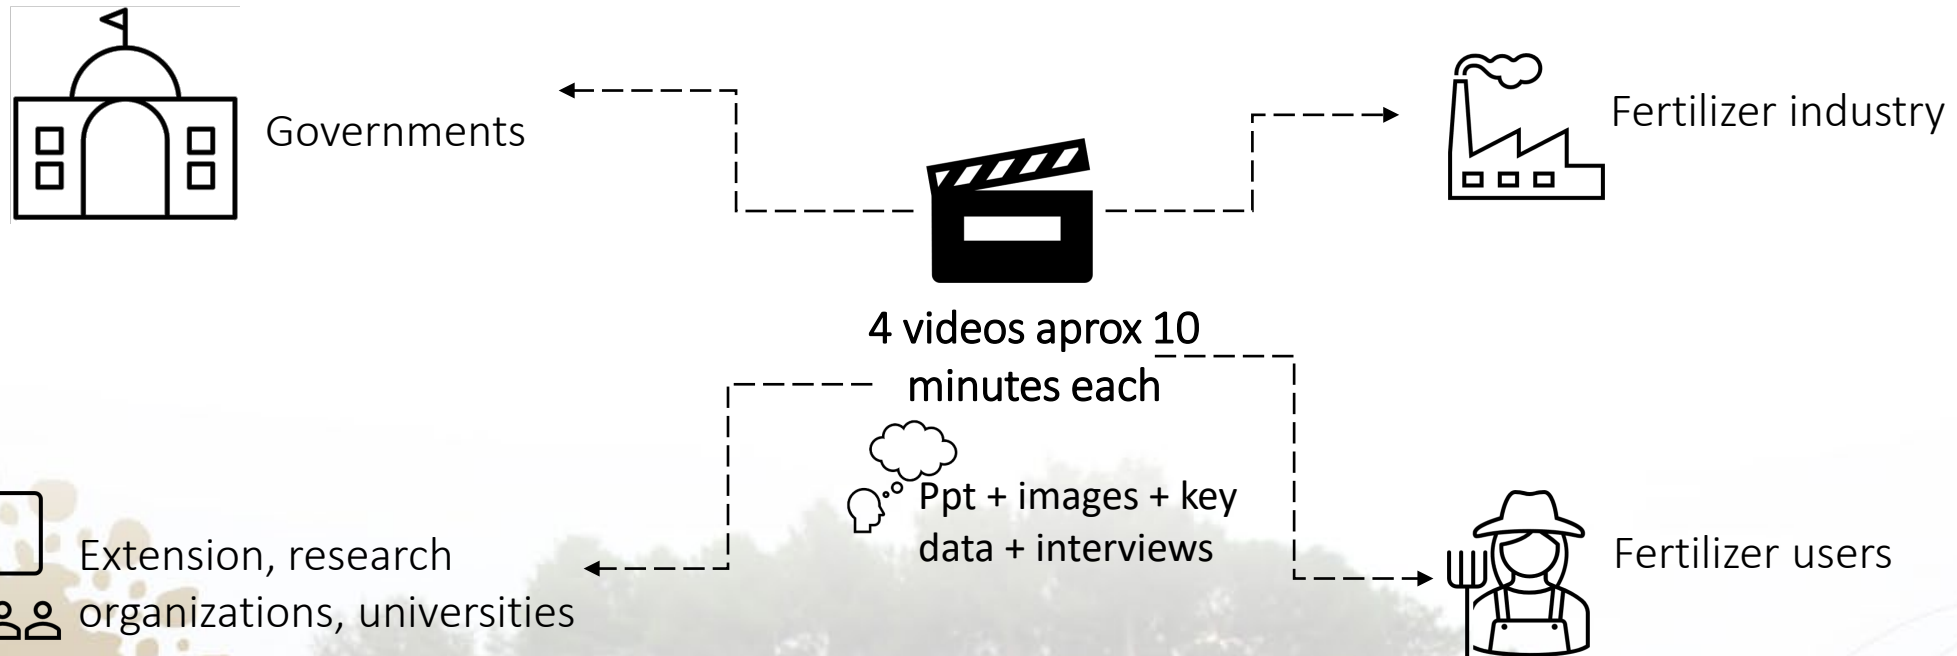 Governments
Fertilizer industry
4 videos aprox 10
minutes each
Ppt + images + key
data + interviews
Extension, research
organizations, universities
Fertilizer users